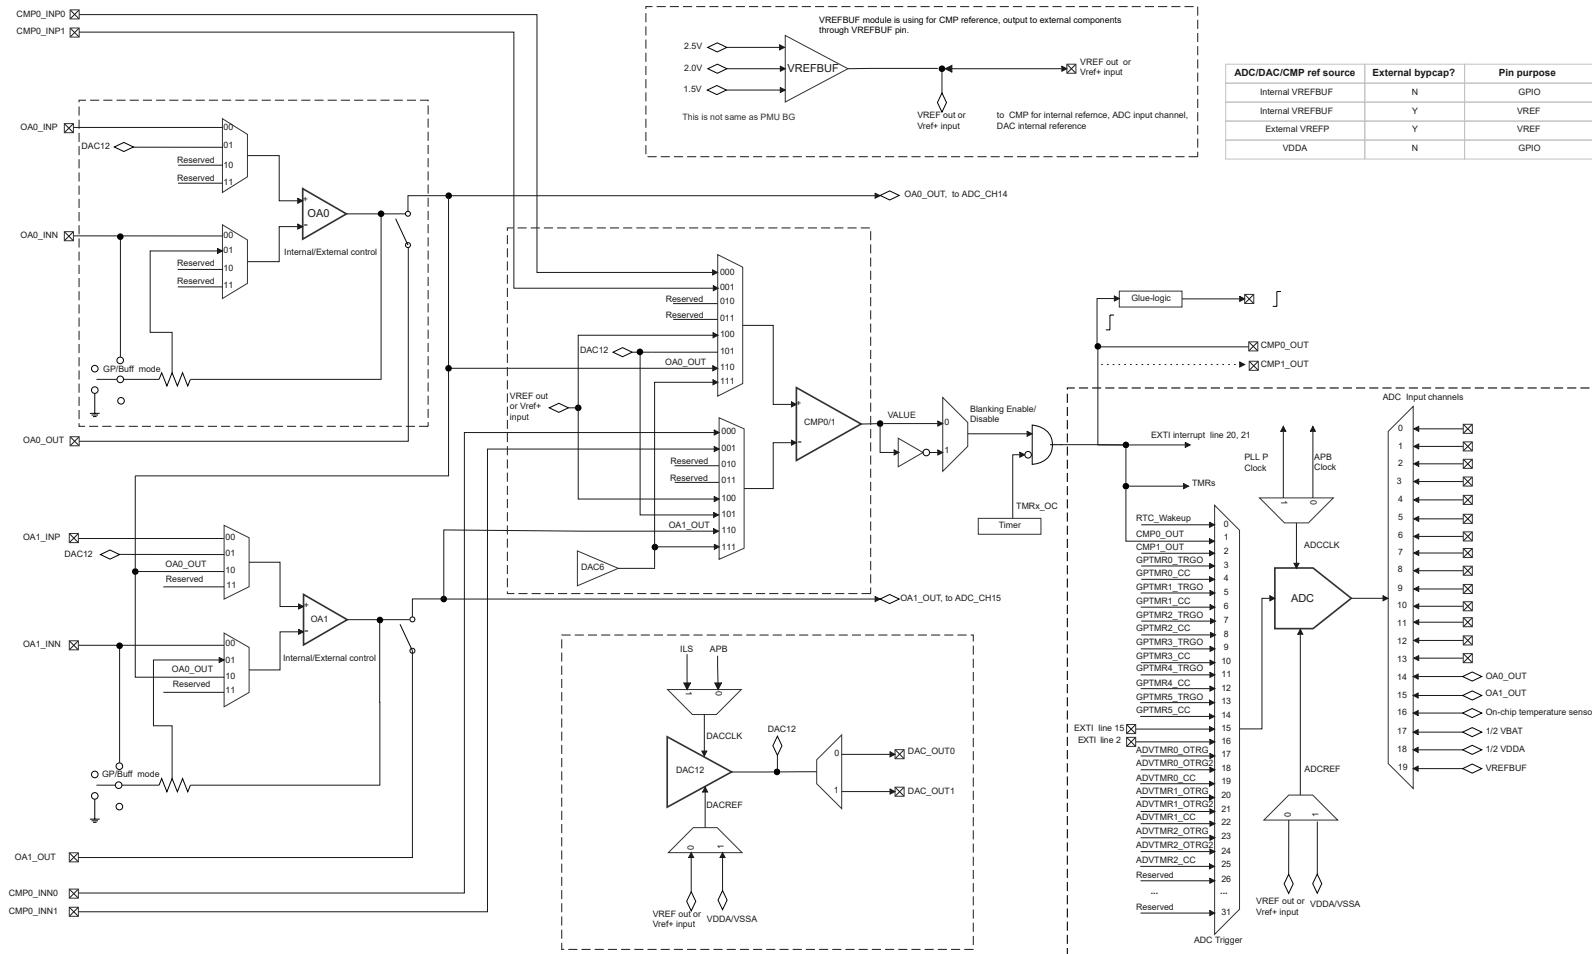 CMP0_INP0
CMP0_INP1
VREFBUF module is using for CMP reference, output to external components
through VREFBUF pin.
2.5V
2.0V
1.5V
VREFBUF
VREF out or
Vref+ input
VREF out or
Vref+ input
This is not same as PMU BG
to CMP for internal refernce, ADC input channel,
DAC internal reference
ADC/DAC/CMP ref source External bypcap? Pin purpose
Internal VREFBUF N GPIO
Internal VREFBUF Y VREF
External VREFP Y VREF
VDDA N GPIO
OA0_INP
DAC12
Reserved
Reserved
00
01
10
11
OA0
OA0_INN
Reserved
Reserved
00
01
10
11
Internal/External control
GP/Buff mode
OA0_OUT
OA0_OUT, to ADC_CH14
Reserved
Reserved
DAC12
OA0_OUT
000
001
010
011
100
101
110
111
VREF out
or Vref+
input
Reserved
Reserved
OA1_OUT
000
001
010
011
100
101
110
111
DAC6
CMP0/1
VALUE
0
1
Blanking Enable/
Disable
TMRx_OC
Timer
Glue-logic
CMP0_OUT
CMP1_OUT
EXTI interrupt line 20, 21
TMRs
OA1_INP
DAC12
OA0_OUT
Reserved
00
01
10
11
OA1
OA1_INN
OA0_OUT
Reserved
00
01
10
11
Internal/External control
GP/Buff mode
OA1_OUT
OA1_OUT, to ADC_CH15
CMP0_INN0
CMP0_INN1
ILS APB
1 0
DACCLK
DAC12
DAC12
DACREF
0 1
VREF out or
Vref+ input
VDDA/VSSA
0
1
DAC_OUT0
DAC_OUT1
RTC_Wakeup 0
CMP0_OUT 1
CMP1_OUT 2
GPTMR0_TRGO 3
GPTMR0_CC 4
GPTMR1_TRGO 5
GPTMR1_CC 6
GPTMR2_TRGO 7
GPTMR2_CC 8
GPTMR3_TRGO 9
GPTMR3_CC 10
GPTMR4_TRGO 11
GPTMR4_CC 12
GPTMR5_TRGO 13
GPTMR5_CC 14
EXTI line 15 15
EXTI line 2 16
ADVTMR0_OTRG 17
ADVTMR0_OTRG2 18
ADVTMR0_CC 19
ADVTMR1_OTRG 20
ADVTMR1_OTRG2 21
ADVTMR1_CC 22
ADVTMR2_OTRG 23
ADVTMR2_OTRG2 24
ADVTMR2_CC 25
Reserved 26
... ...
Reserved 31
ADC Trigger
PLL P
Clock
APB
Clock
1 0
ADCCLK
ADC
ADCREF
0 1
VREF out or
Vref+ input
VDDA/VSSA
ADC Input channels
0
1
2
3
4
5
6
7
8
9
10
11
12
13
14 OA0_OUT
15 OA1_OUT
16 On-chip temperature senso
17 1/2 VBAT
18 1/2 VDDA
19 VREFBUF